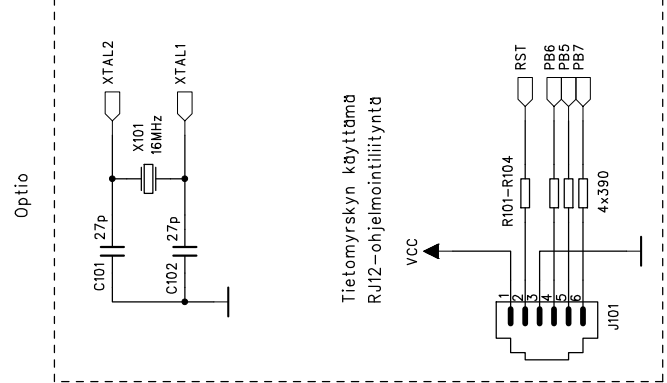 Optio
XTAL2
XTAL1
X101
16MHz
27p
C101
27p
C102
Tietomyrskyn käyttämä
RJ12-ohjelmointiliityntä
VCC
RST
PB6
PB5
PB7
R101-R104
4x390
1
2
3
4
5
6
J101